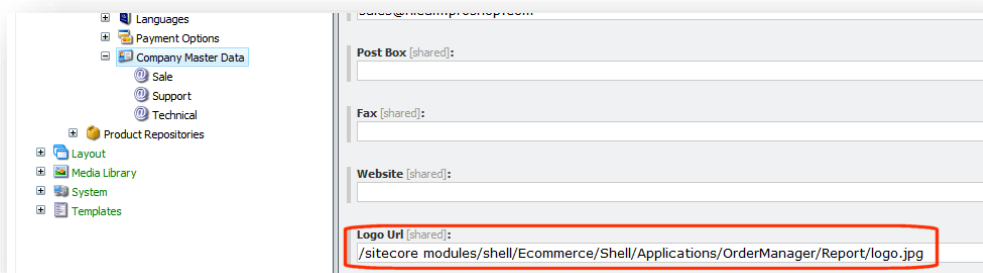 Languages
Payment Options
Company Master Data
Sale
Support
Technical
Product Repositories
Layout
Media Library
System
Templates
Post Box [shared]:
Fax [shared]:
Website [shared]:
Logo Url [shared]:
/sitecore modules/shell/Ecommerce/Shell/Applications/OrderManager/Report/logo.jpg